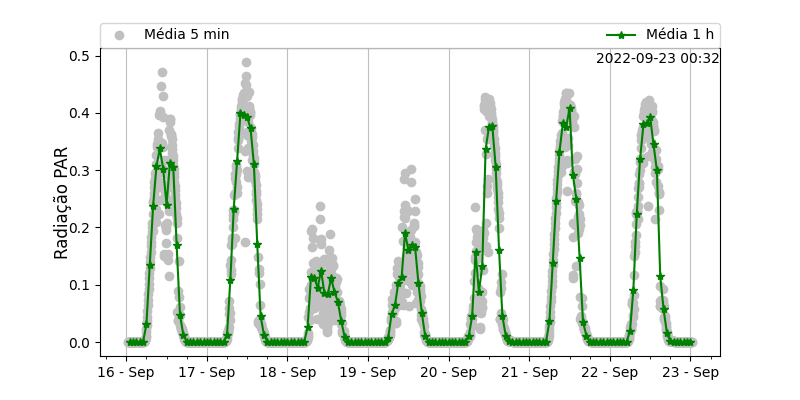 Média 5 min Média 1 h
2022-09-23 00:32
Radiação PAR
0.5
0.4
0.3
0.2
0.1
0.0
16 - Sep 17 - Sep 18 - Sep 19 - Sep 20 - Sep 21 - Sep 22 - Sep 23 - Sep